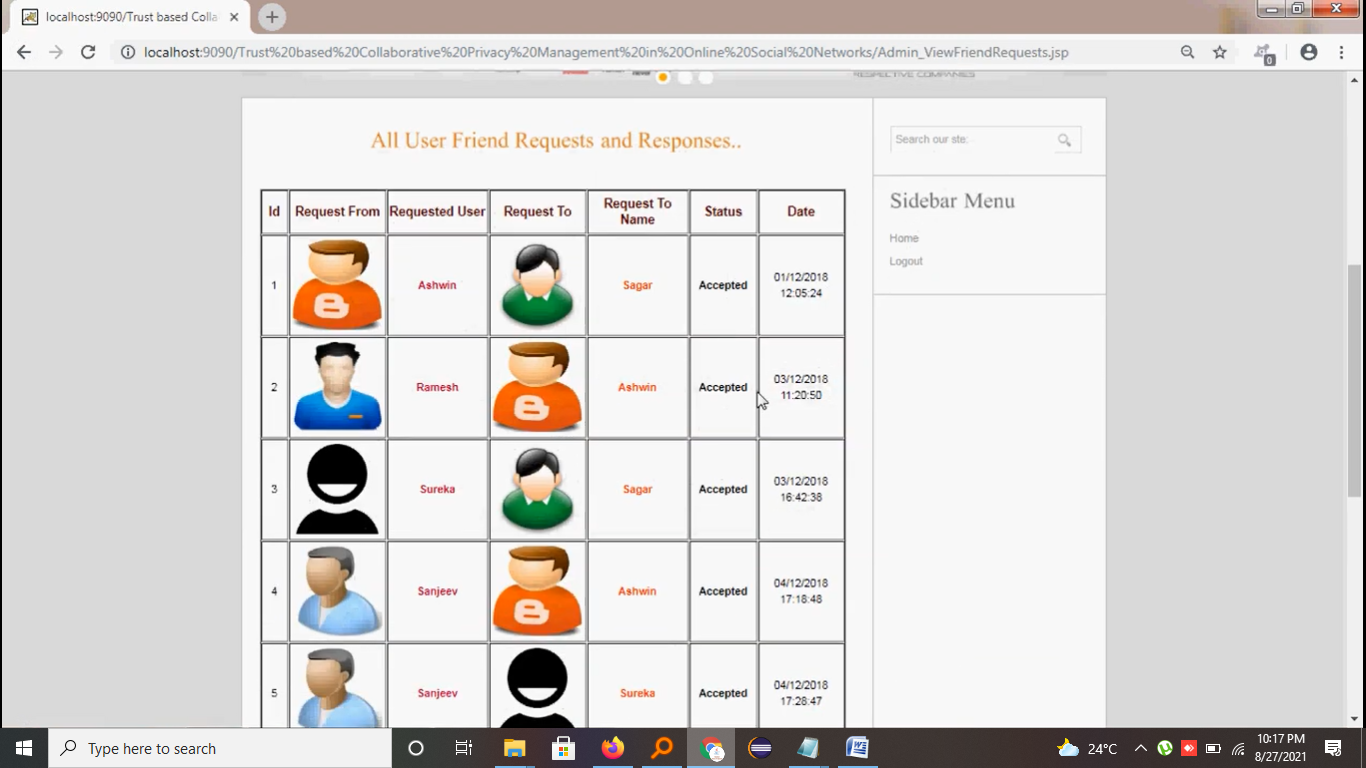 localhost:9090/Trust based Colla
localhost:9090/Trust%20based%20Collaborative%20Privacy%20Management%20in%20Online%20Social%20Networks/Admin_ViewFriendRequests.jsp
0
RESPECTIVE COMPANIES
All User Friend Requests and Responses..
Search our ste:
Sidebar Menu
Home
Logout
Id Request From Requested User Request To Request To Name Status Date
1 Ashwin Sagar Accepted 01/12/2018 12:05:24
2 Ramesh Ashwin Accepted 03/12/2018 11:20:50
3 Sureka Sagar Accepted 03/12/2018 16:42:38
4 Sanjeev Ashwin Accepted 04/12/2018 17:18:48
5 Sanjeev Sureka Accepted 04/12/2018 17:28:47
Type here to search
24°C
10:17 PM
8/27/2021